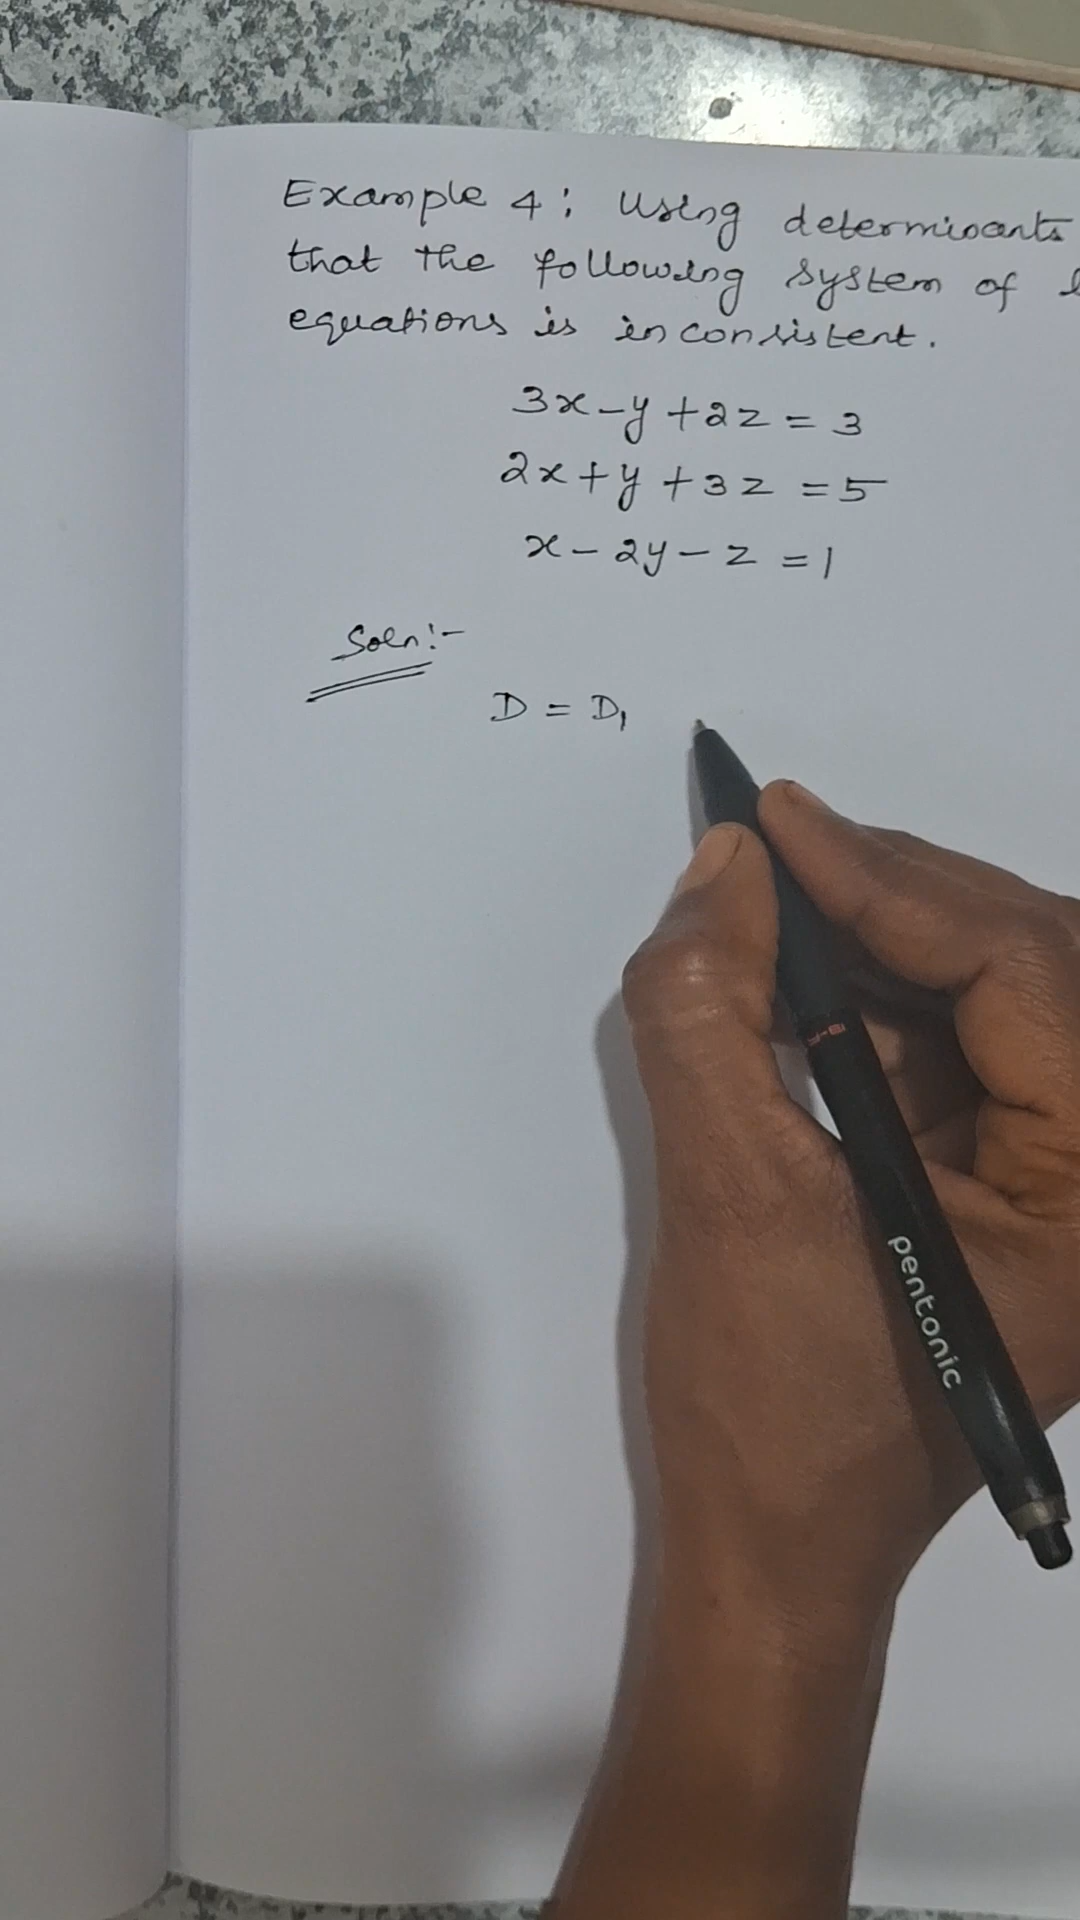 Example 4: Using determinants
that the following system of
equations is inconsistent.
3x-y+2z=3
2x+y+3z=5
x-2y-z=1
Soln:-
D = D₁
pentonic